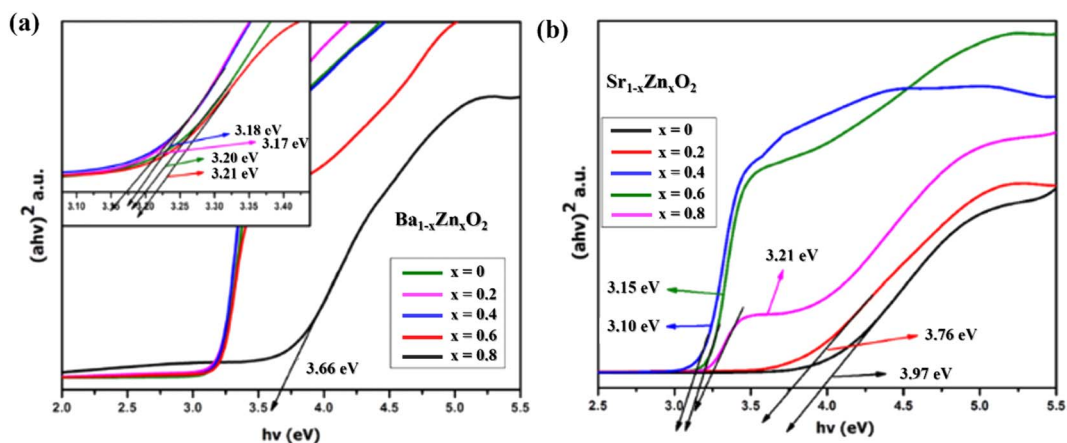 (a)
(αhν)² a.u.
3.18 eV
3.17 eV
3.20 eV
3.21 eV
3.10 3.15 3.20 3.25 3.30 3.35 3.40
Ba₁₋ₓZnₓO₂
x = 0
x = 0.2
x = 0.4
x = 0.6
x = 0.8
3.66 eV
2.0 2.5 3.0 3.5 4.0 4.5 5.0 5.5
hν (eV)
(b)
(αhν)² a.u.
Sr₁₋ₓZnₓO₂
x = 0
x = 0.2
x = 0.4
x = 0.6
x = 0.8
3.21 eV
3.15 eV
3.10 eV
3.76 eV
3.97 eV
2.5 3.0 3.5 4.0 4.5 5.0 5.5
hν (eV)